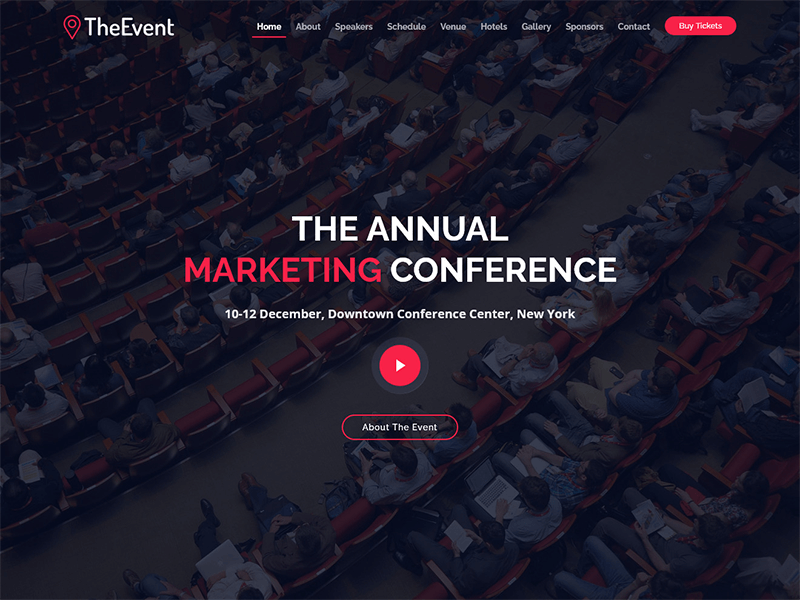 TheEvent
Home About Speakers Schedule Venue Hotels Gallery Sponsors Contact Buy Tickets
THE ANNUAL
MARKETING CONFERENCE
10-12 December, Downtown Conference Center, New York
About The Event